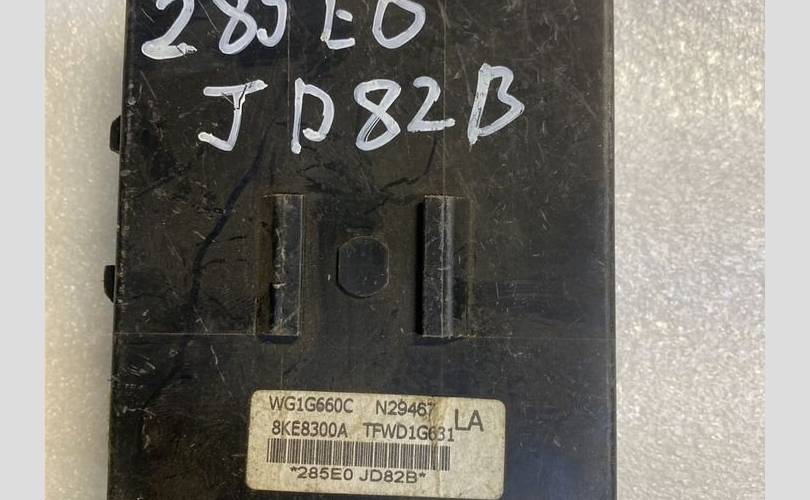 285E0
JD82B
WG1G660C N29467 LA
8KE8300A TFWD1G631
*285E0 JD82B*